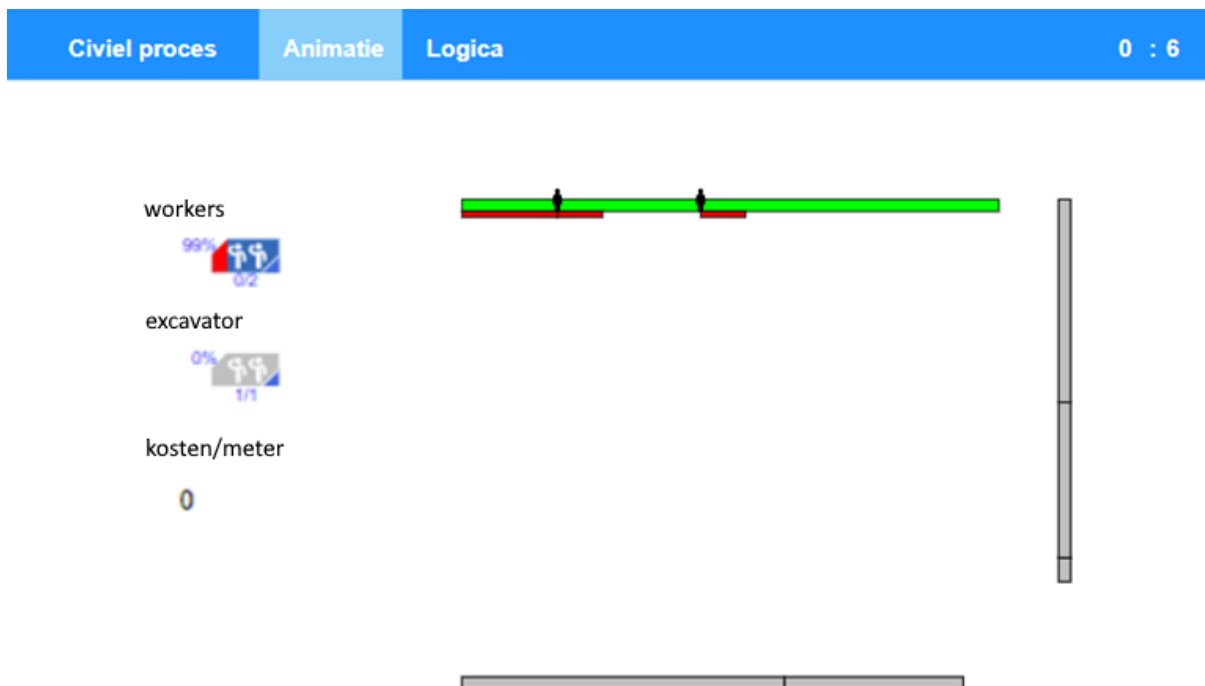 Civiel proces Animatie Logica 0 : 6
workers
99%
0/2
excavator
0%
1/1
kosten/meter
0